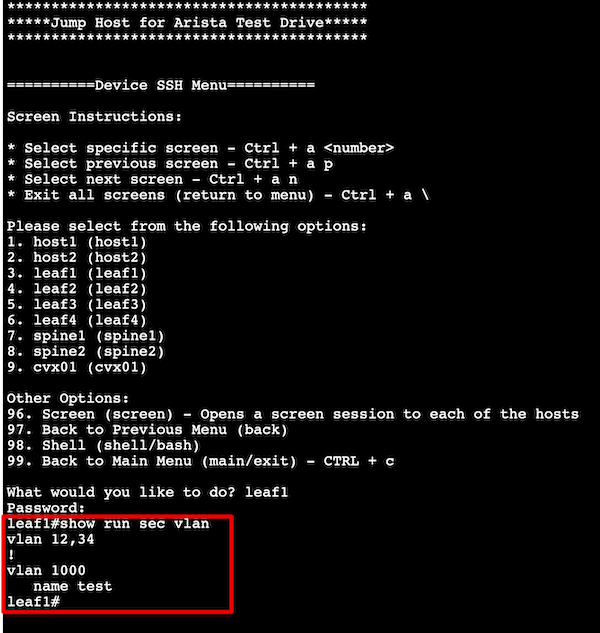 *****************************************
*****Jump Host for Arista Test Drive*****
*****************************************
==========Device SSH Menu==========
Screen Instructions:
* Select specific screen - Ctrl + a <number>
* Select previous screen - Ctrl + a p
* Select next screen - Ctrl + a n
* Exit all screens (return to menu) - Ctrl + a \
Please select from the following options:
1. host1 (host1)
2. host2 (host2)
3. leaf1 (leaf1)
4. leaf2 (leaf2)
5. leaf3 (leaf3)
6. leaf4 (leaf4)
7. spine1 (spine1)
8. spine2 (spine2)
9. cvx01 (cvx01)
Other Options:
96. Screen (screen) - Opens a screen session to each of the hosts
97. Back to Previous Menu (back)
98. Shell (shell/bash)
99. Back to Main Menu (main/exit) - CTRL + c
What would you like to do? leaf1
Password:
leaf1#show run sec vlan
vlan 12,34
!
vlan 1000
   name test
leaf1#